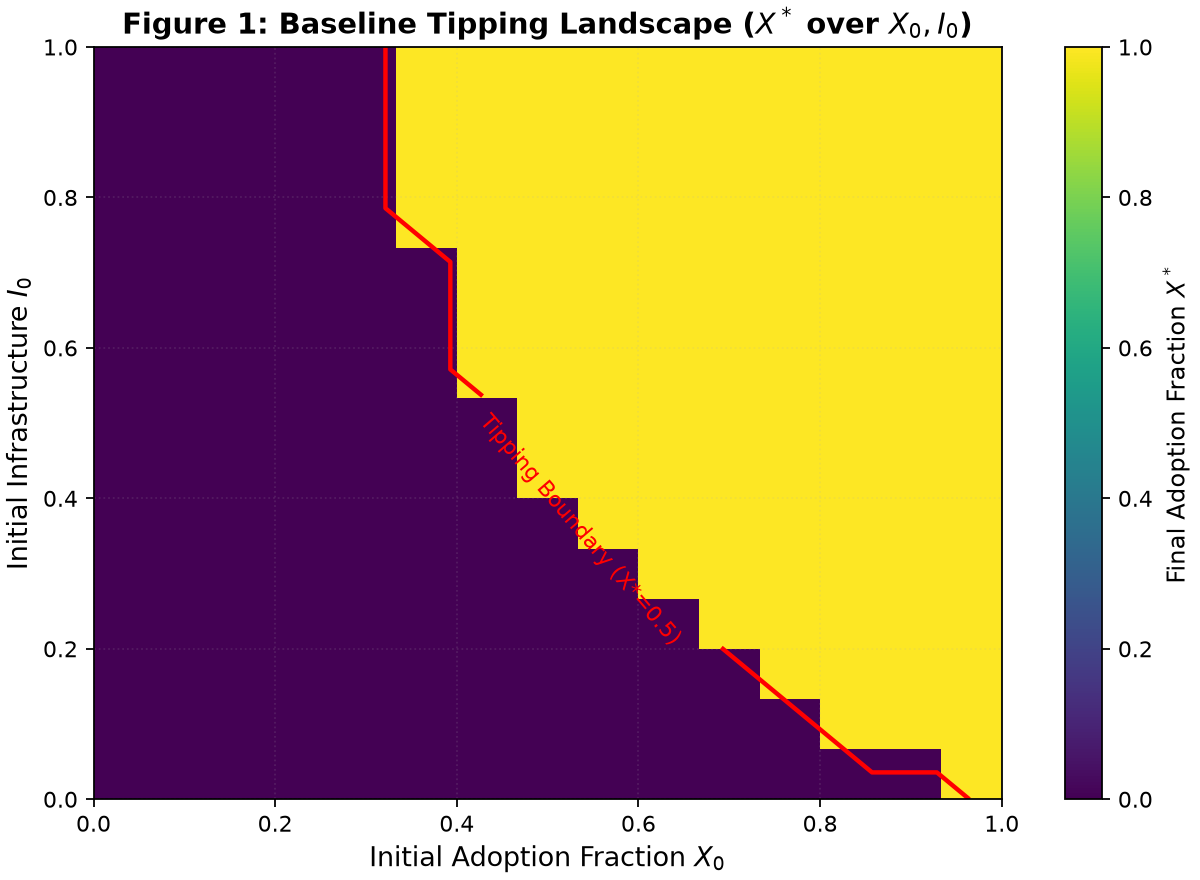 Figure 1: Baseline Tipping Landscape (X* over X₀, I₀)
1.0
0.8
0.6
0.4
0.2
0.0
Initial Infrastructure I₀
Tipping Boundary (X*=0.5)
0.0 0.2 0.4 0.6 0.8 1.0
Initial Adoption Fraction X₀
1.0
0.8
0.6
0.4
0.2
0.0
Final Adoption Fraction X*